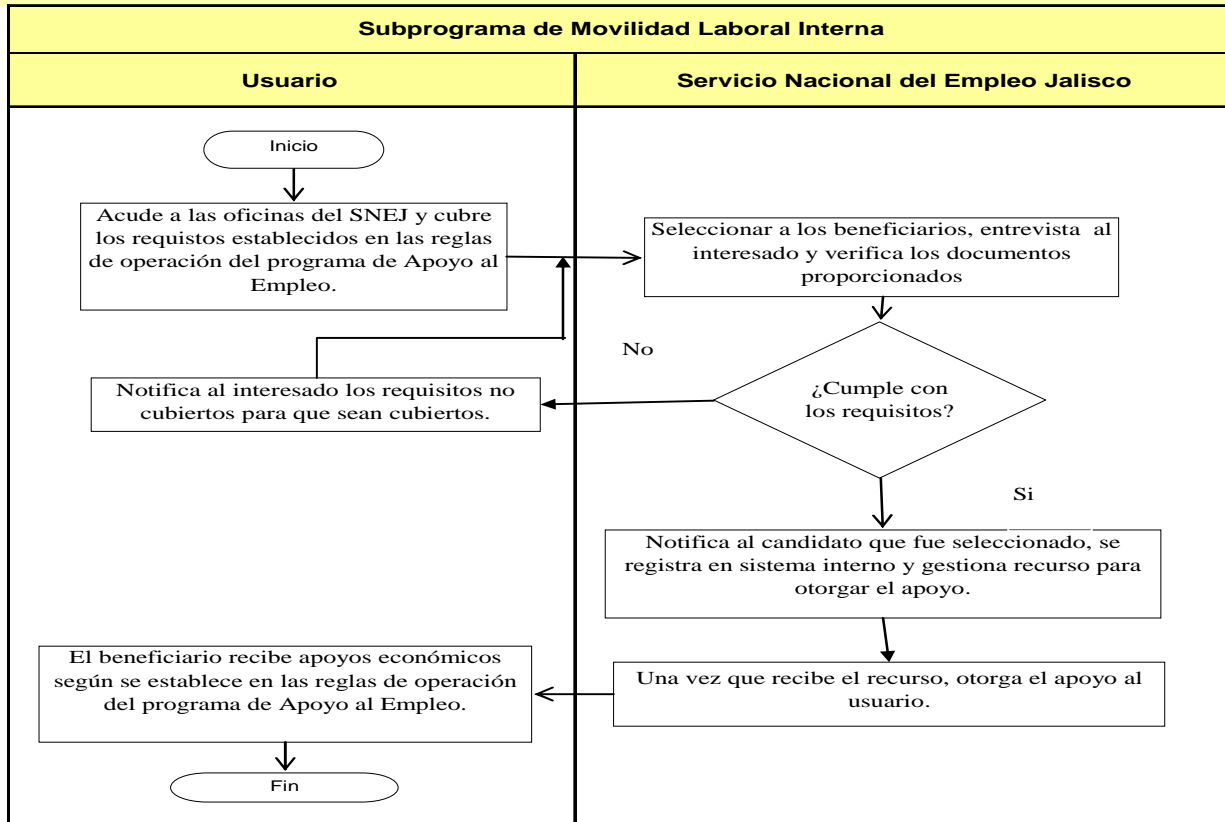 Subprograma de Movilidad Laboral Interna
Usuario
Servicio Nacional del Empleo Jalisco
Inicio
Acude a las oficinas del SNEJ y cubre
los requistos establecidos en las reglas
de operación del programa de Apoyo al
Empleo.
Seleccionar a los beneficiarios, entrevista al
interesado y verifica los documentos
proporcionados
¿Cumple con
los requisitos?
No
Notifica al interesado los requisitos no
cubiertos para que sean cubiertos.
Si
Notifica al candidato que fue seleccionado, se
registra en sistema interno y gestiona recurso para
otorgar el apoyo.
Una vez que recibe el recurso, otorga el apoyo al
usuario.
El beneficiario recibe apoyos económicos
según se establece en las reglas de operación
del programa de Apoyo al Empleo.
Fin